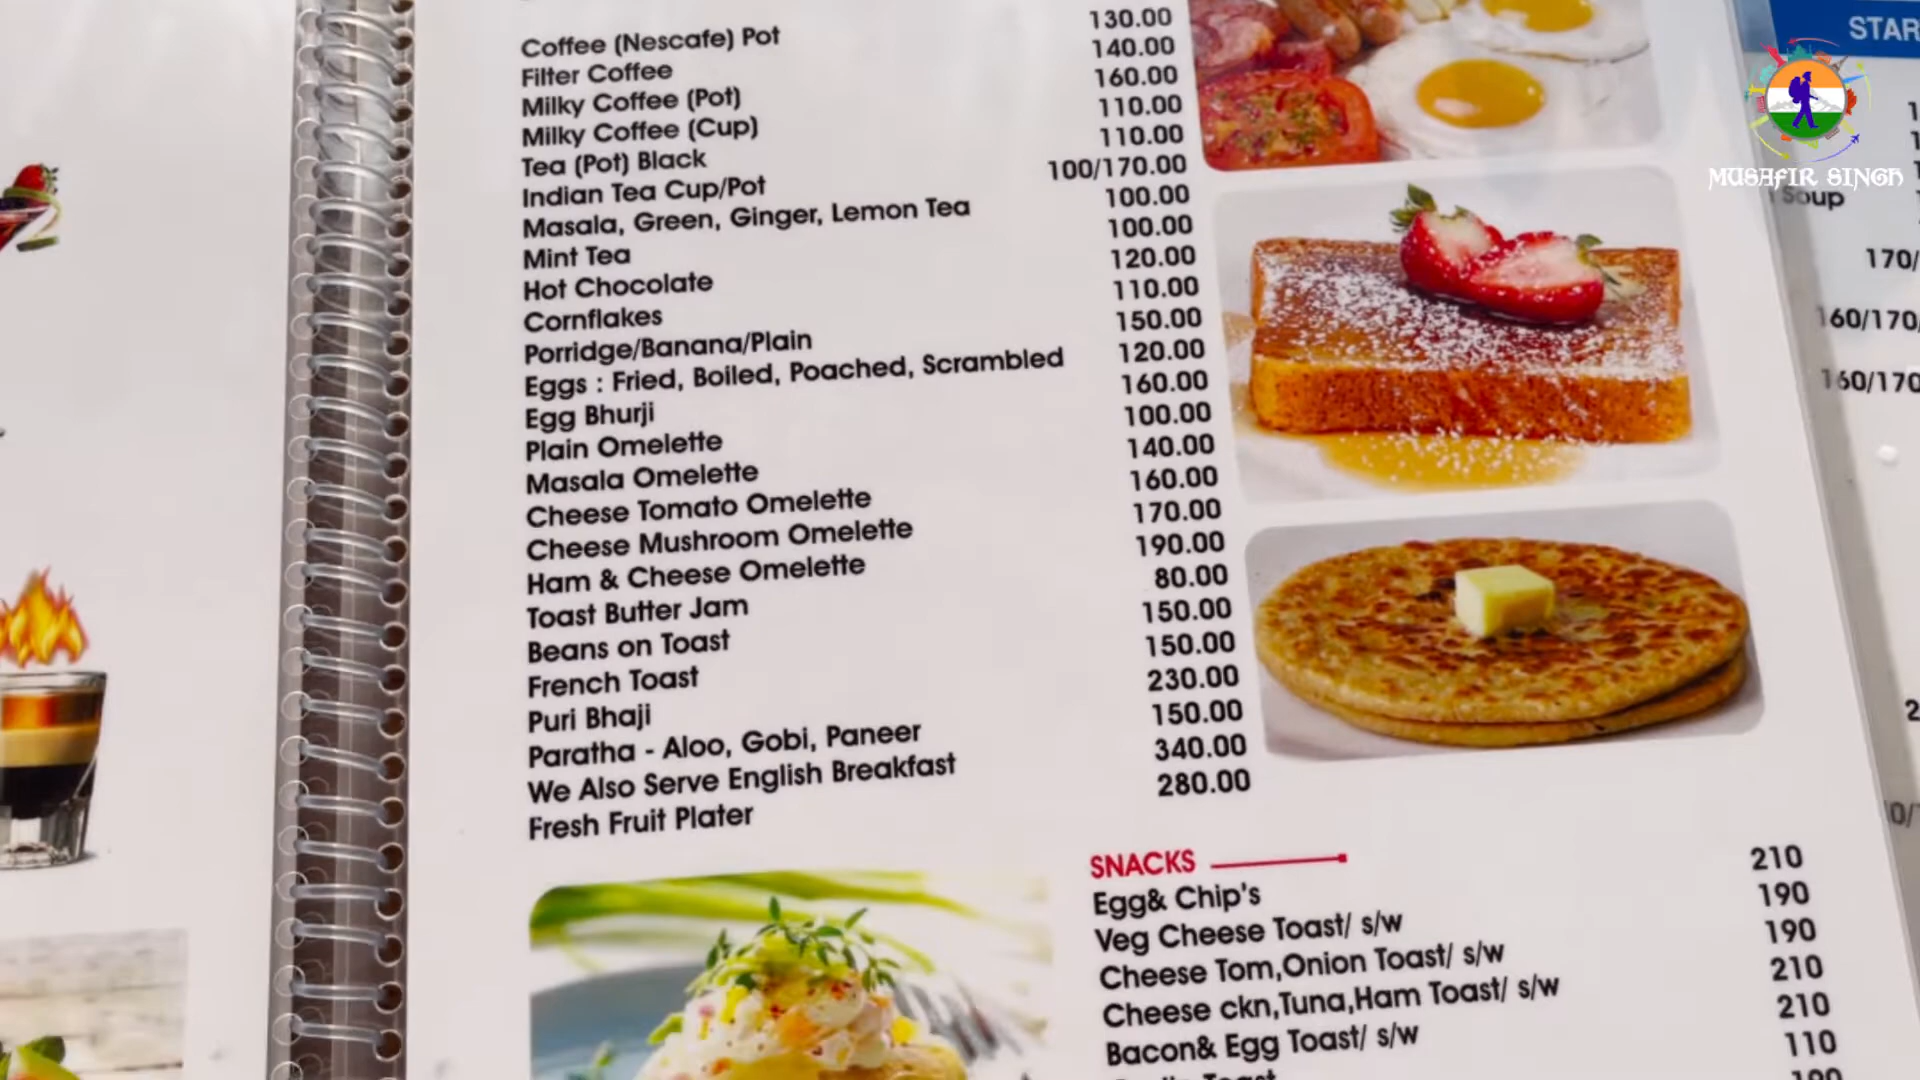 Coffee (Nescafe) Pot 130.00
Filter Coffee 140.00
Milky Coffee (Pot) 160.00
Milky Coffee (Cup) 110.00
Tea (Pot) Black 110.00
Indian Tea Cup/Pot 100/170.00
Masala, Green, Ginger, Lemon Tea 100.00
Mint Tea 100.00
Hot Chocolate 120.00
Cornflakes 110.00
Porridge/Banana/Plain 150.00
Eggs : Fried, Boiled, Poached, Scrambled 120.00
Egg Bhurji 160.00
Plain Omelette 100.00
Masala Omelette 140.00
Cheese Tomato Omelette 160.00
Cheese Mushroom Omelette 170.00
Ham & Cheese Omelette 190.00
Toast Butter Jam 80.00
Beans on Toast 150.00
French Toast 150.00
Puri Bhaji 230.00
Paratha - Aloo, Gobi, Paneer 150.00
We Also Serve English Breakfast 340.00
Fresh Fruit Plater 280.00
SNACKS
Egg& Chip's 210
Veg Cheese Toast/ s/w 190
Cheese Tom,Onion Toast/ s/w 190
Cheese ckn,Tuna,Ham Toast/ s/w 210
Bacon& Egg Toast/ s/w 210
Toast 110
STAR
MUSAFIR SINGH
Soup
170/
160/170/
160/170